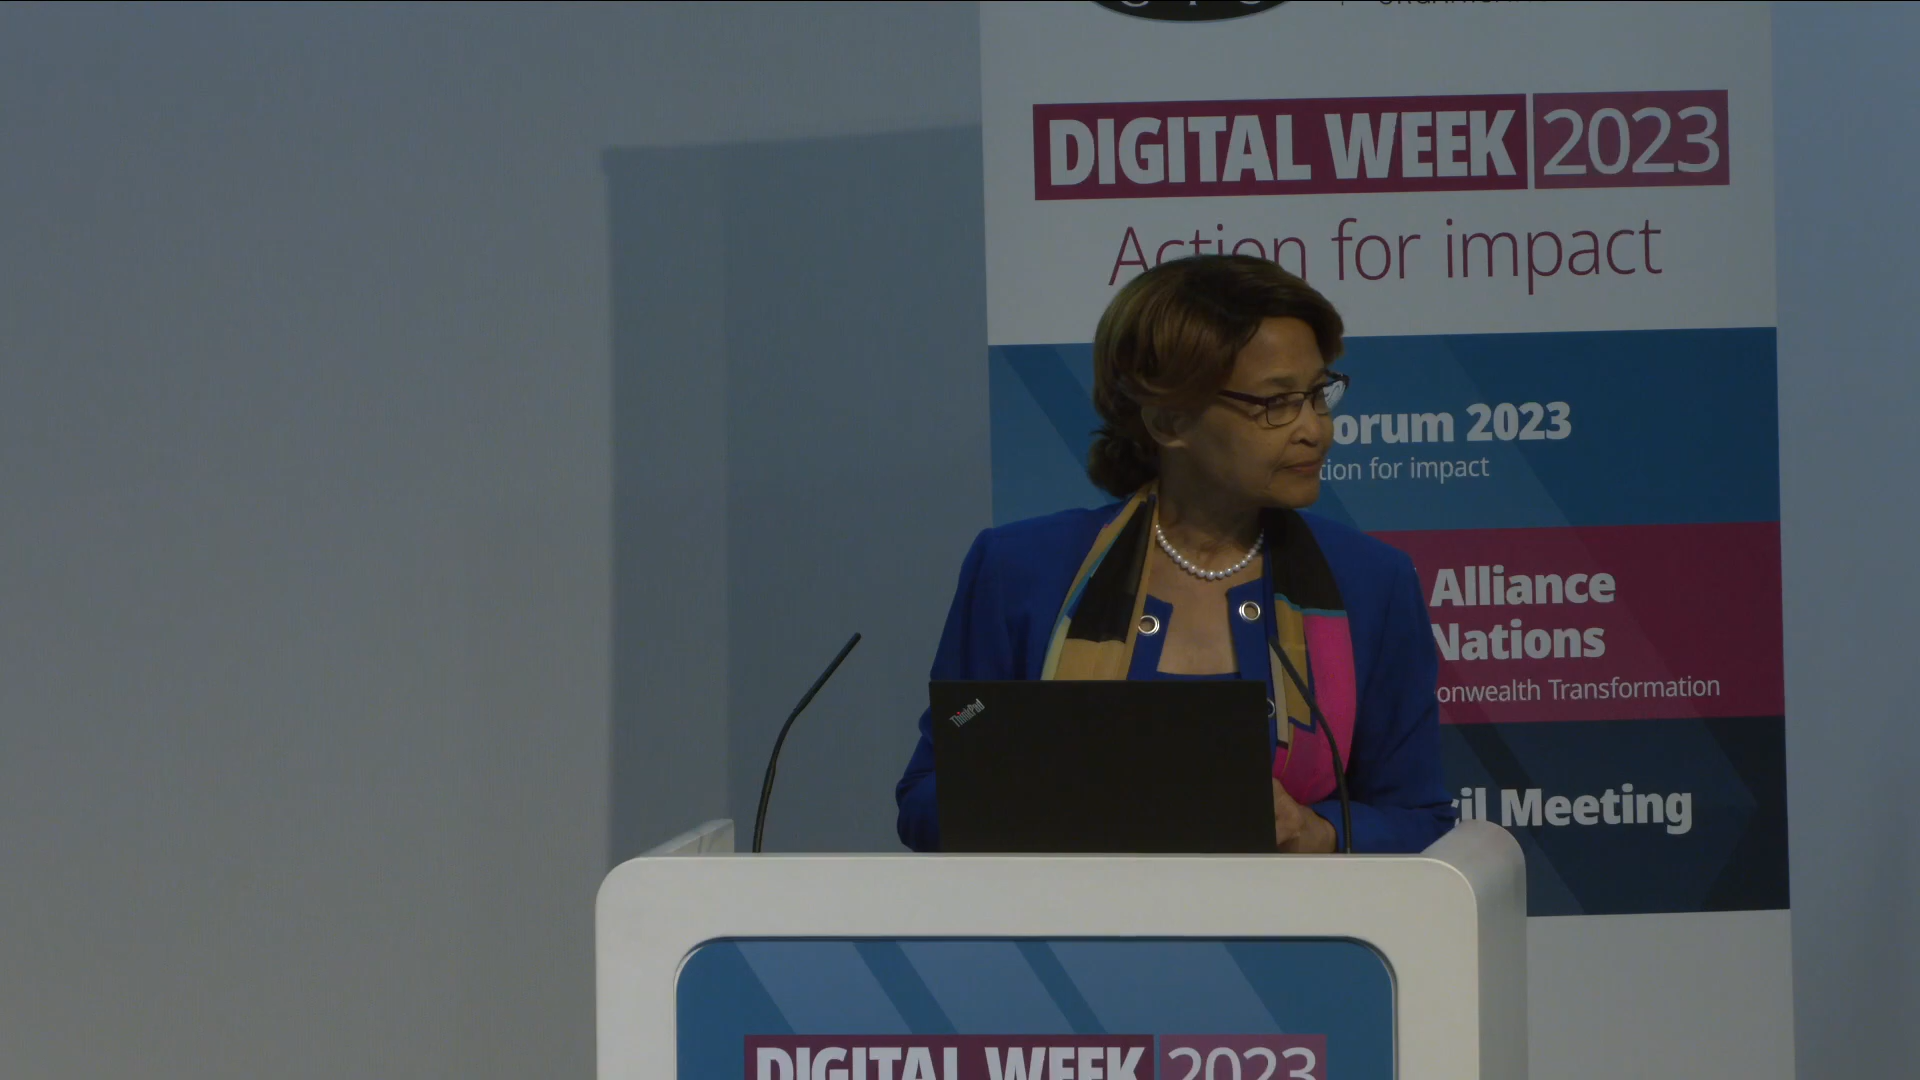 DIGITAL WEEK 2023
Action for impact
orum 2023
tion for impact
Alliance
Nations
onwealth Transformation
il Meeting
ThinkPad
DIGITAL WEEK 2023